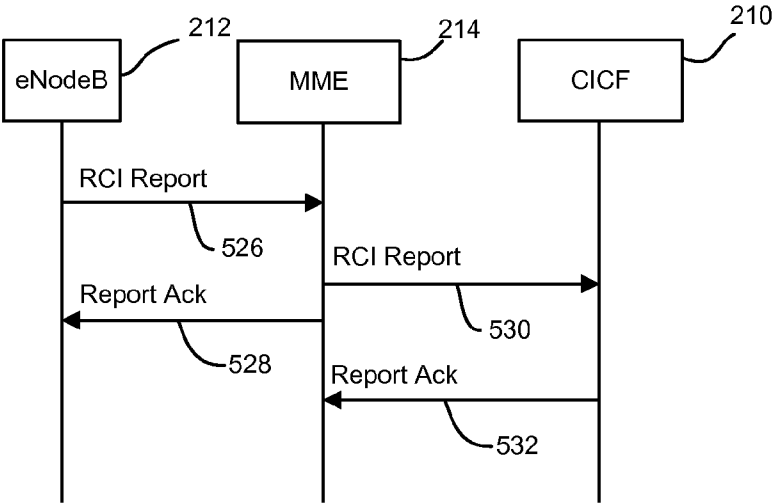 212
214
210
eNodeB
MME
CICF
RCI Report
526
RCI Report
Report Ack
530
528
Report Ack
532